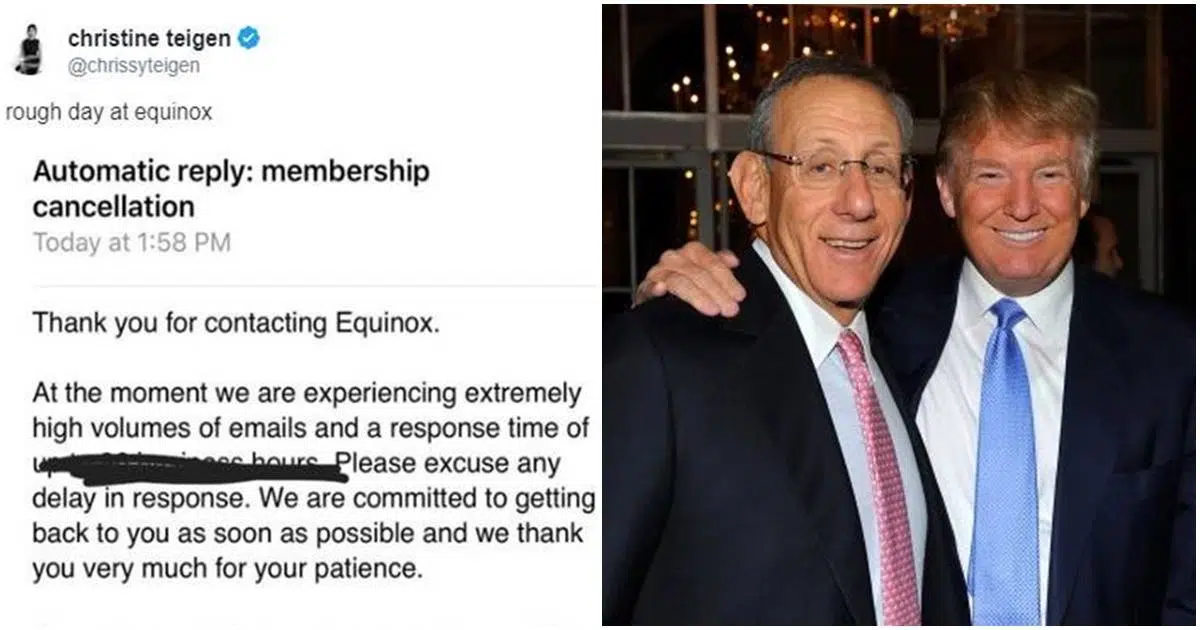 christine teigen
@chrissyteigen
rough day at equinox
Automatic reply: membership
cancellation
Today at 1:58 PM
Thank you for contacting Equinox.
At the moment we are experiencing extremely
high volumes of emails and a response time of
hours. Please excuse any
delay in response. We are committed to getting
back to you as soon as possible and we thank
you very much for your patience.